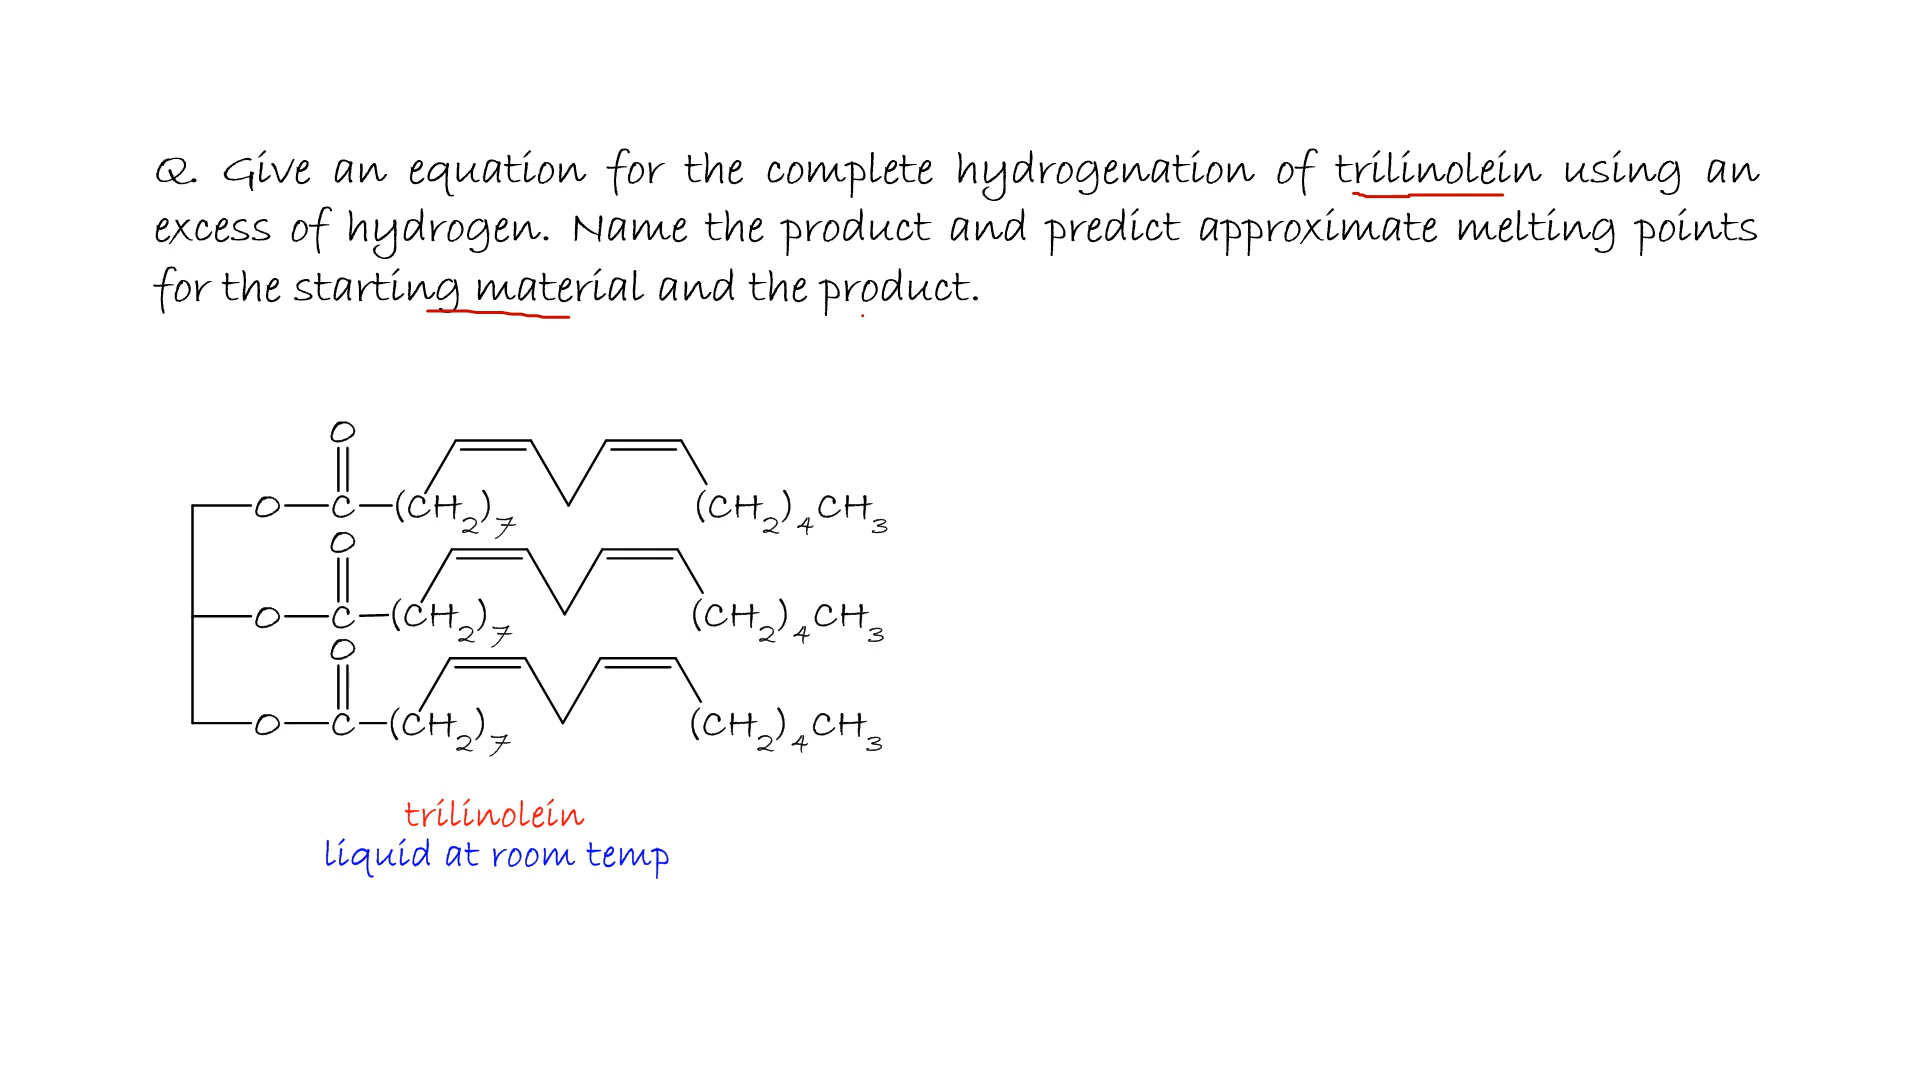 Q. Give an equation for the complete hydrogenation of trilinolein using an
excess of hydrogen. Name the product and predict approximate melting points
for the starting material and the product.
O
O C (CH2)7 (CH2)4CH3
O
O C (CH2)7 (CH2)4CH3
O
O C (CH2)7 (CH2)4CH3
trilinolein
liquid at room temp